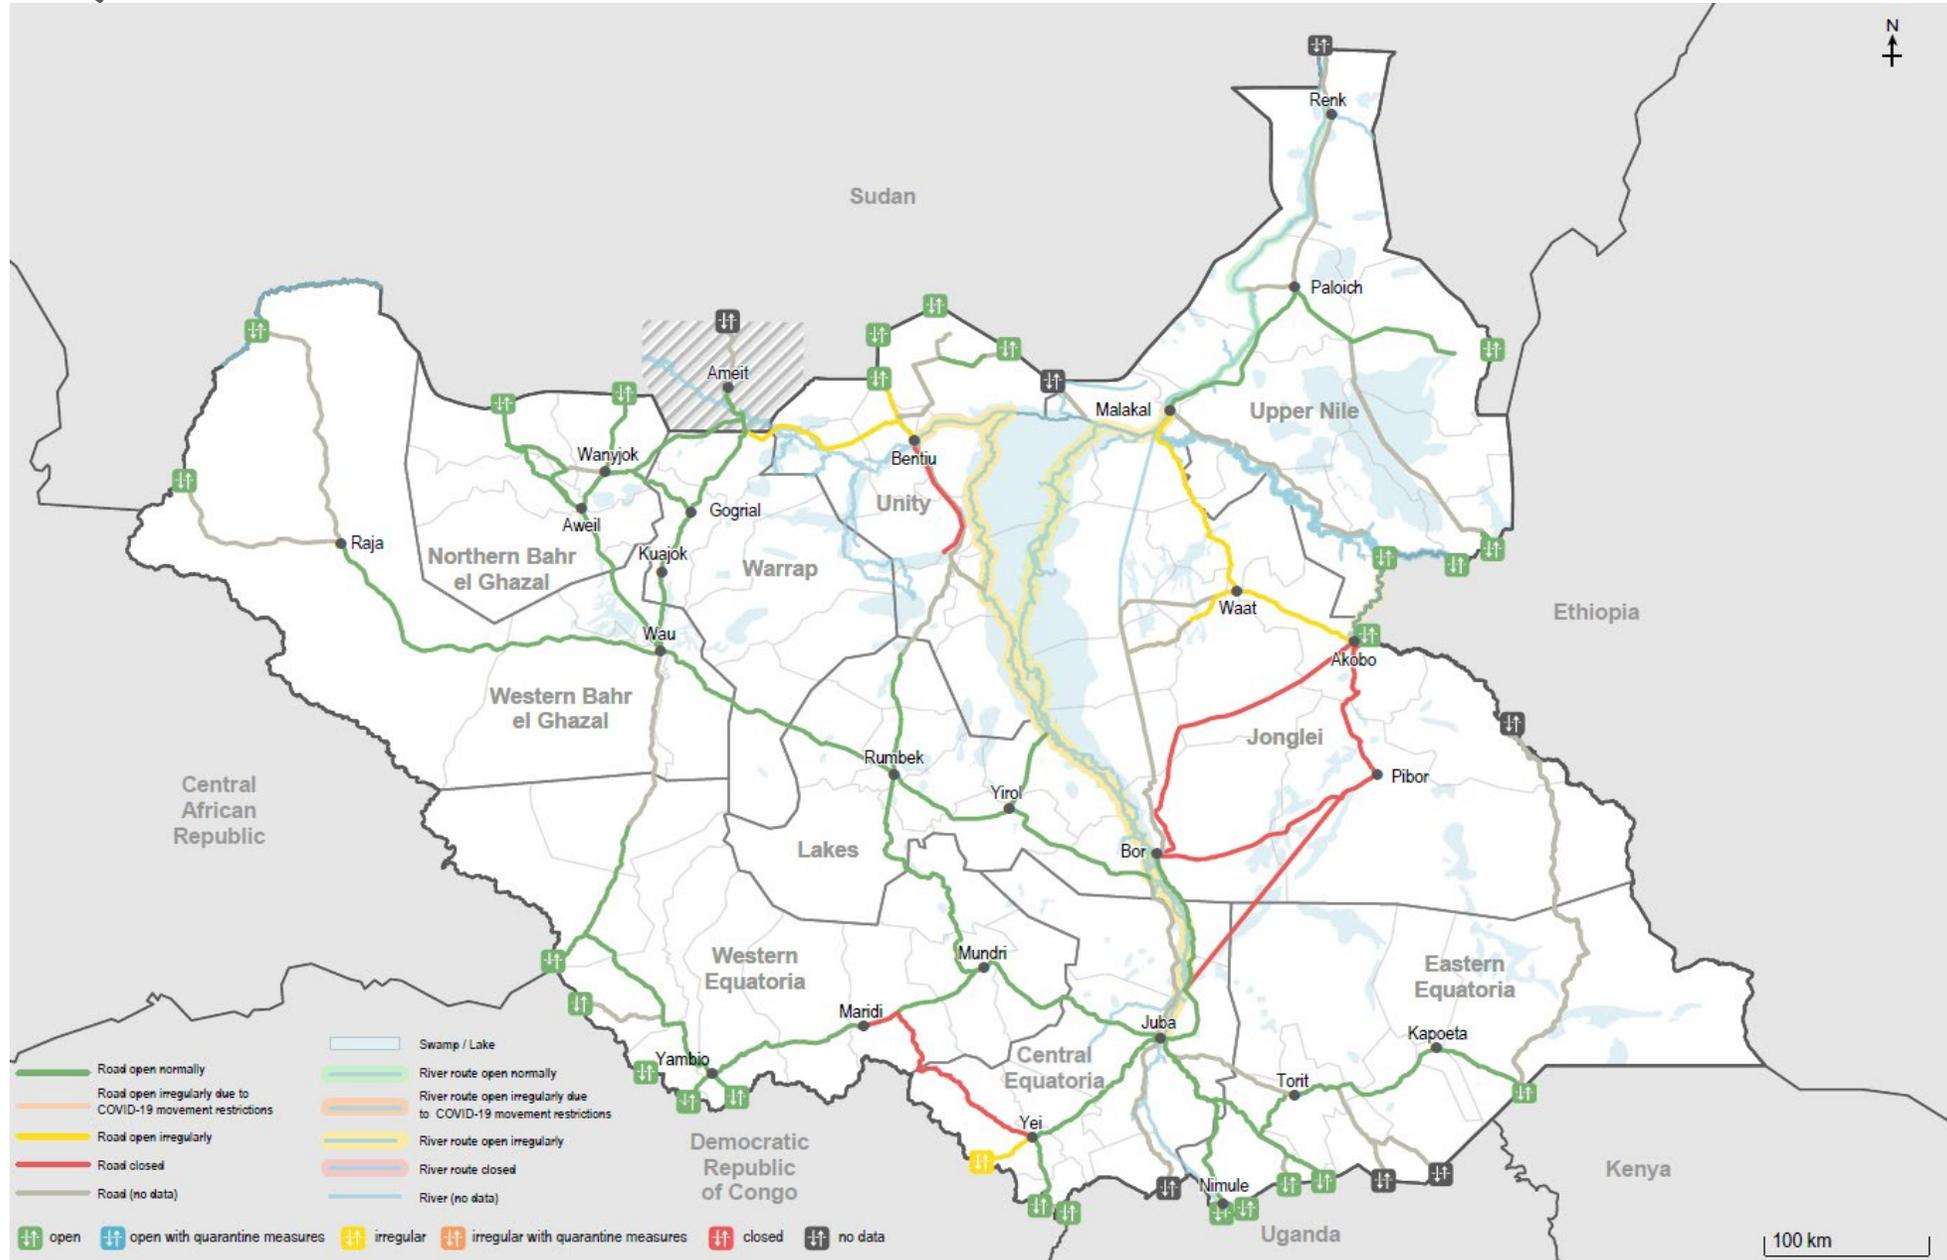 N
Renk
Sudan
Paloich
Ameit
Malakal
Upper Nile
Wanyjok
Bentiu
Unity
Aweil
Gogrial
Raja
Northern Bahr
el Ghazal
Kuajok
Warrap
Waat
Ethiopia
Wau
Akobo
Western Bahr
el Ghazal
Jonglei
Rumbek
Pibor
Central
African
Republic
Yirol
Lakes
Bor
Western
Equatoria
Mundri
Eastern
Equatoria
Maridi
Juba
Kapoeta
Central
Equatoria
Yambio
Torit
Yei
Democratic
Republic
of Congo
Nimule
Kenya
Uganda
Swamp / Lake
Road open normally
River route open normally
Road open irregularly due to
COVID-19 movement restrictions
River route open irregularly due
to COVID-19 movement restrictions
Road open irregularly
River route open irregularly
Road closed
River route closed
Road (no data)
River (no data)
open
open with quarantine measures
irregular
irregular with quarantine measures
closed
no data
100 km